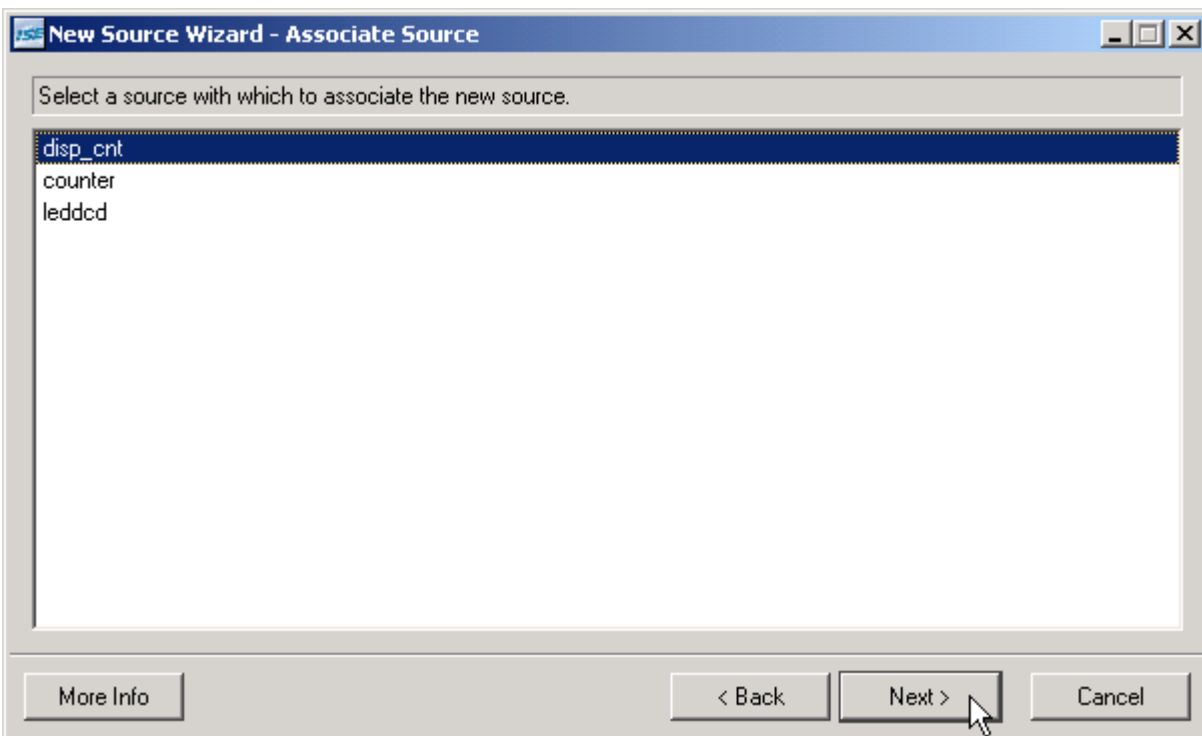 ISE New Source Wizard - Associate Source
Select a source with which to associate the new source.
disp_cnt
counter
leddcd
More Info
< Back
Next >
Cancel